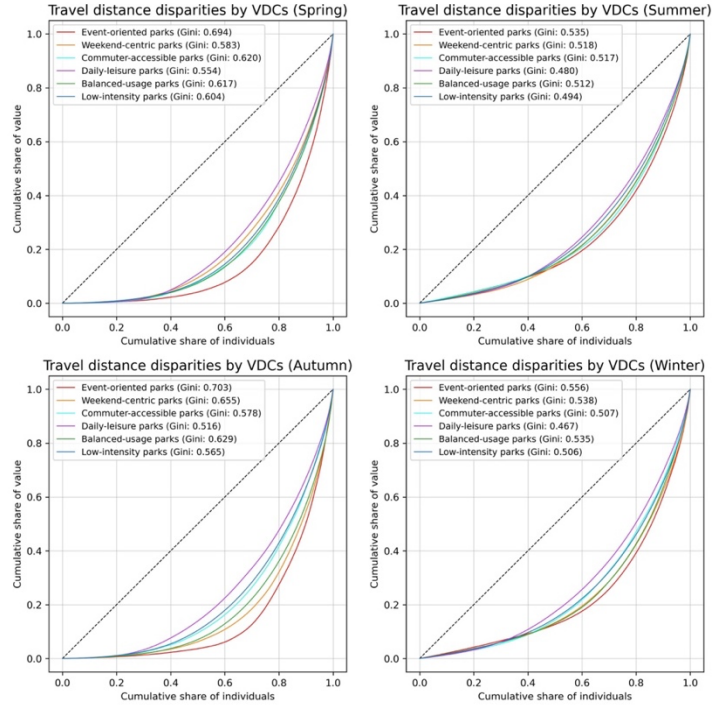 Travel distance disparities by VDCs (Spring)
Event-oriented parks (Gini: 0.694)
Weekend-centric parks (Gini: 0.583)
Commuter-accessible parks (Gini: 0.620)
Daily-leisure parks (Gini: 0.554)
Balanced-usage parks (Gini: 0.617)
Low-intensity parks (Gini: 0.604)
Cumulative share of value
1.0
0.8
0.6
0.4
0.2
0.0
0.0 0.2 0.4 0.6 0.8 1.0
Cumulative share of individuals
Travel distance disparities by VDCs (Summer)
Event-oriented parks (Gini: 0.535)
Weekend-centric parks (Gini: 0.518)
Commuter-accessible parks (Gini: 0.517)
Daily-leisure parks (Gini: 0.480)
Balanced-usage parks (Gini: 0.512)
Low-intensity parks (Gini: 0.494)
Cumulative share of value
1.0
0.8
0.6
0.4
0.2
0.0
0.0 0.2 0.4 0.6 0.8 1.0
Cumulative share of individuals
Travel distance disparities by VDCs (Autumn)
Event-oriented parks (Gini: 0.703)
Weekend-centric parks (Gini: 0.655)
Commuter-accessible parks (Gini: 0.578)
Daily-leisure parks (Gini: 0.516)
Balanced-usage parks (Gini: 0.629)
Low-intensity parks (Gini: 0.565)
Cumulative share of value
1.0
0.8
0.6
0.4
0.2
0.0
0.0 0.2 0.4 0.6 0.8 1.0
Cumulative share of individuals
Travel distance disparities by VDCs (Winter)
Event-oriented parks (Gini: 0.556)
Weekend-centric parks (Gini: 0.538)
Commuter-accessible parks (Gini: 0.507)
Daily-leisure parks (Gini: 0.467)
Balanced-usage parks (Gini: 0.535)
Low-intensity parks (Gini: 0.506)
Cumulative share of value
1.0
0.8
0.6
0.4
0.2
0.0
0.0 0.2 0.4 0.6 0.8 1.0
Cumulative share of individuals